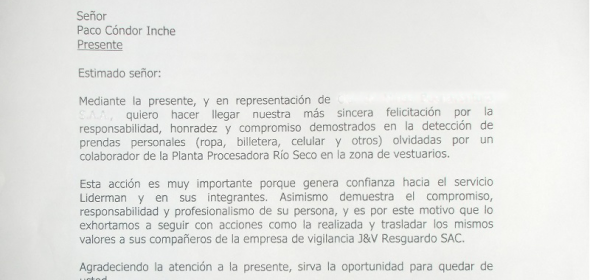 Señor
Paco Cóndor Inche
Presente
Estimado señor:
Mediante la presente, y en representación de
quiero hacer llegar nuestra más sincera felicitación por la
responsabilidad, honradez y compromiso demostrados en la detección de
prendas personales (ropa, billetera, celular y otros) olvidadas por un
colaborador de la Planta Procesadora Río Seco en la zona de vestuarios.
Esta acción es muy importante porque genera confianza hacia el servicio
Liderman y en sus integrantes. Asimismo demuestra el compromiso,
responsabilidad y profesionalismo de su persona, y es por este motivo que lo
exhortamos a seguir con acciones como la realizada y trasladar los mismos
valores a sus compañeros de la empresa de vigilancia J&V Resguardo SAC.
Agradeciendo la atención a la presente, sirva la oportunidad para quedar de